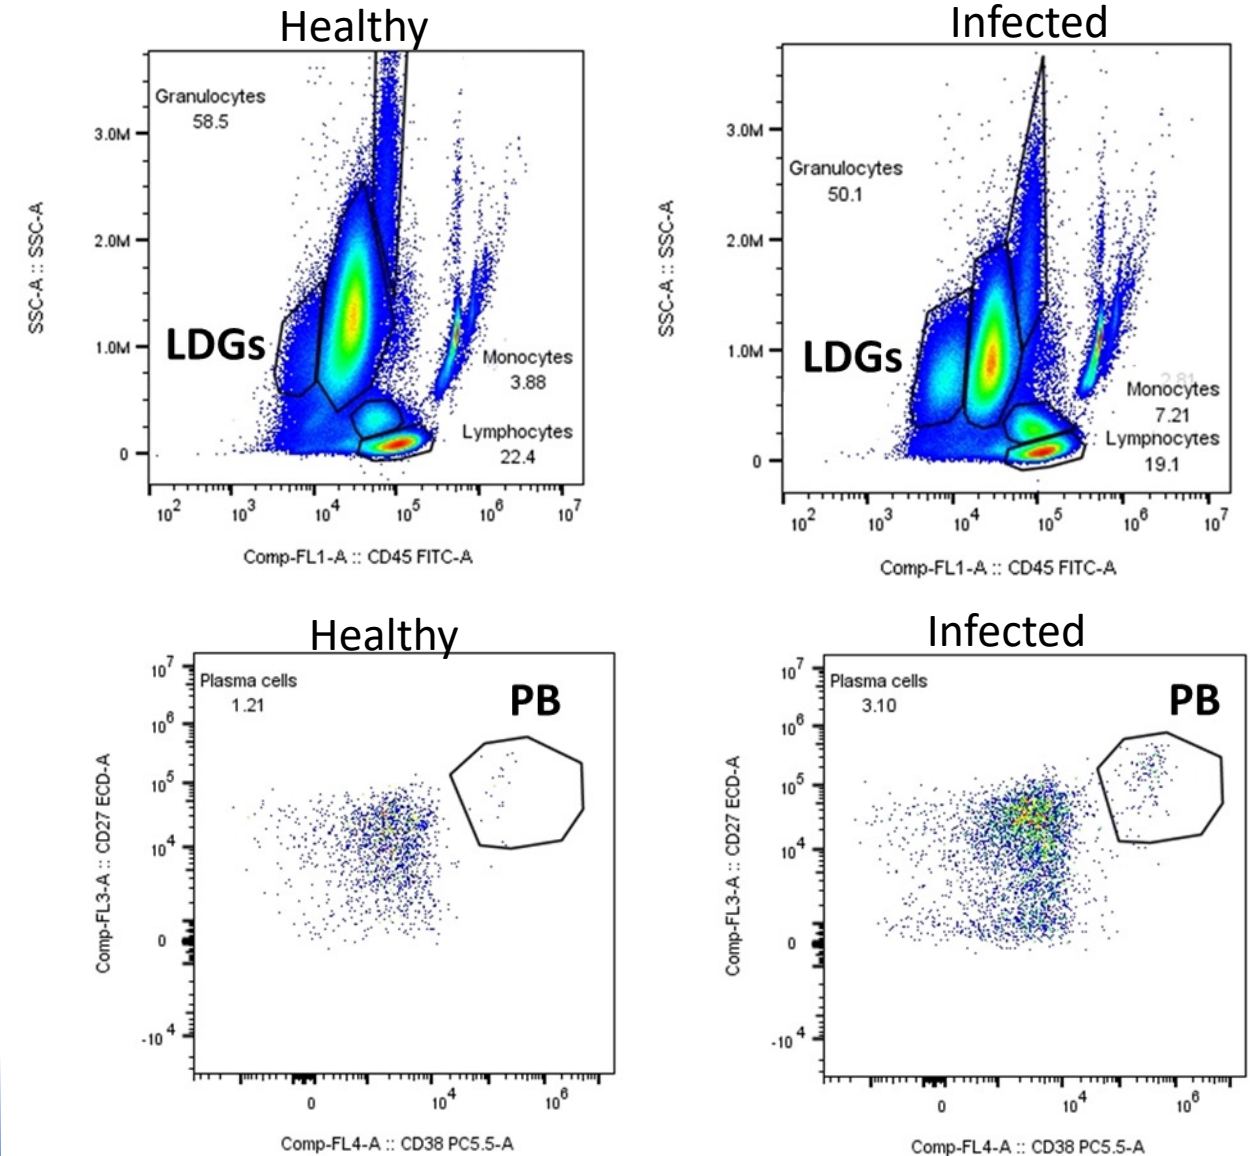 Healthy
Granulocytes
58.5
3.0M
2.0M
1.0M
0
LDGs
Monocytes
3.88
Lymphocytes
22.4
SSC-A :: SSC-A
10^2 10^3 10^4 10^5 10^6 10^7
Comp-FL1-A :: CD45 FITC-A
Infected
Granulocytes
50.1
3.0M
2.0M
1.0M
0
LDGs
2.81
Monocytes
7.21
Lymphocytes
19.1
SSC-A :: SSC-A
10^2 10^3 10^4 10^5 10^6 10^7
Comp-FL1-A :: CD45 FITC-A
Healthy
Plasma cells
1.21
PB
10^7
10^6
10^5
10^4
0
-10^4
Comp-FL3-A :: CD27 ECD-A
0 10^4 10^6
Comp-FL4-A :: CD38 PC5.5-A
Infected
Plasma cells
3.10
PB
10^7
10^6
10^5
10^4
0
-10^4
Comp-FL3-A :: CD27 ECD-A
0 10^4 10^6
Comp-FL4-A :: CD38 PC5.5-A